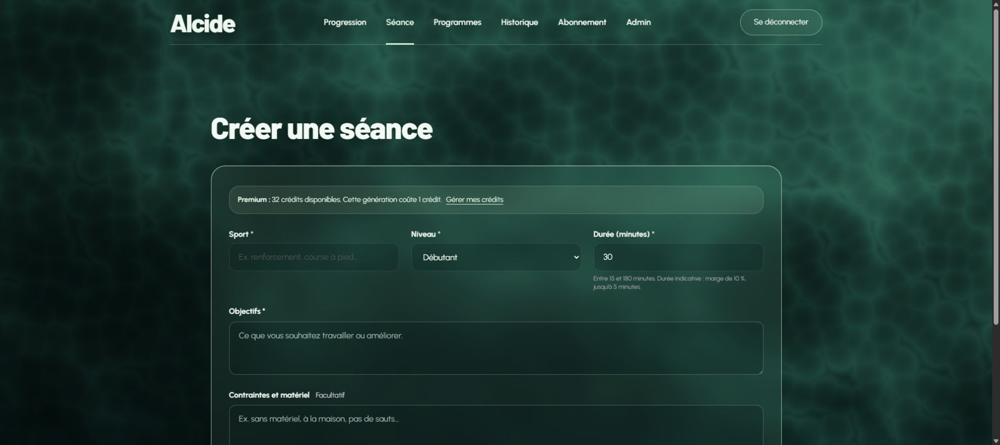 Alcide
Progression
Séance
Programmes
Historique
Abonnement
Admin
Se déconnecter
Créer une séance
Premium : 32 crédits disponibles. Cette génération coûte 1 crédit. Gérer mes crédits
Sport *
Niveau *
Durée (minutes) *
Ex. renforcement, course à pied…
Débutant
30
Entre 15 et 180 minutes. Durée indicative : marge de 10 %,
jusqu'à 5 minutes.
Objectifs *
Ce que vous souhaitez travailler ou améliorer.
Contraintes et matériel Facultatif
Ex. sans matériel, à la maison, pas de sauts…